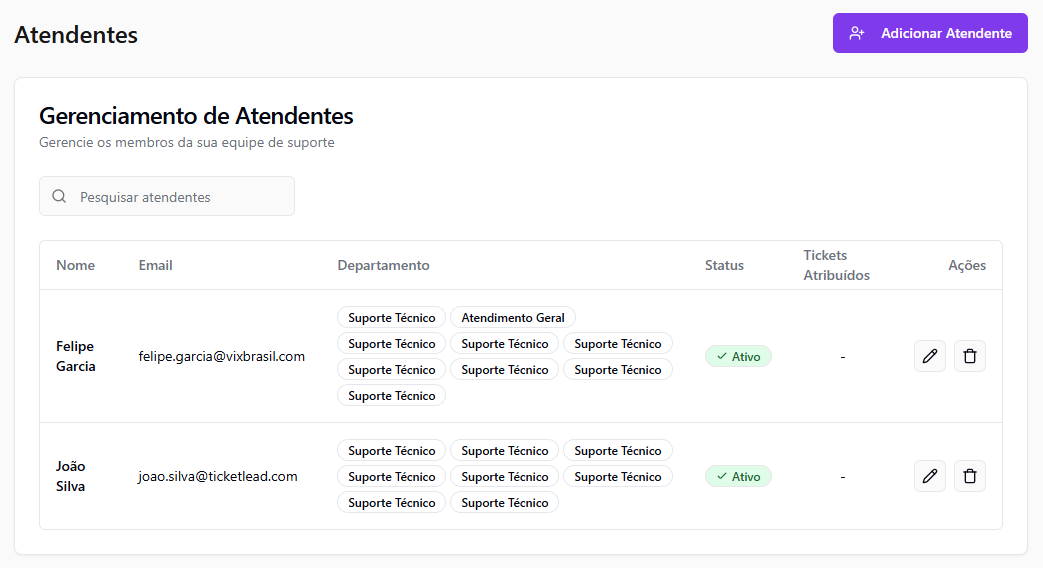 Atendentes
Adicionar Atendente
Gerenciamento de Atendentes
Gerencie os membros da sua equipe de suporte
Pesquisar atendentes
Nome Email Departamento Status Tickets Atribuídos Ações
Felipe Garcia
felipe.garcia@vixbrasil.com
Suporte Técnico Atendimento Geral
Suporte Técnico Suporte Técnico Suporte Técnico
Suporte Técnico Suporte Técnico Suporte Técnico
Suporte Técnico
Ativo
-
João Silva
joao.silva@ticketlead.com
Suporte Técnico Suporte Técnico Suporte Técnico
Suporte Técnico Suporte Técnico Suporte Técnico
Suporte Técnico Suporte Técnico
Ativo
-